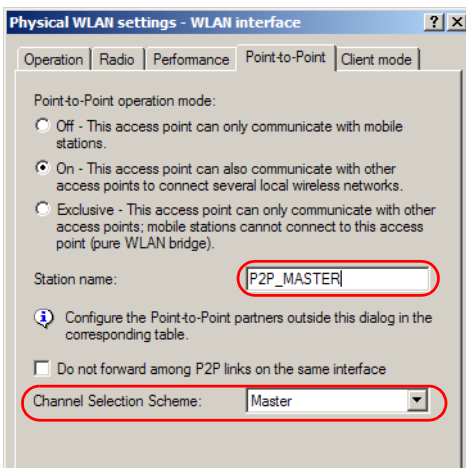 Physical WLAN settings - WLAN interface
Operation Radio Performance Point-to-Point Client mode
Point-to-Point operation mode:
Off - This access point can only communicate with mobile
stations.
On - This access point can also communicate with other
access points to connect several local wireless networks.
Exclusive - This access point can only communicate with other
access points; mobile stations cannot connect to this access
point (pure WLAN bridge).
Station name: P2P_MASTER
Configure the Point-to-Point partners outside this dialog in the
corresponding table.
Do not forward among P2P links on the same interface
Channel Selection Scheme: Master